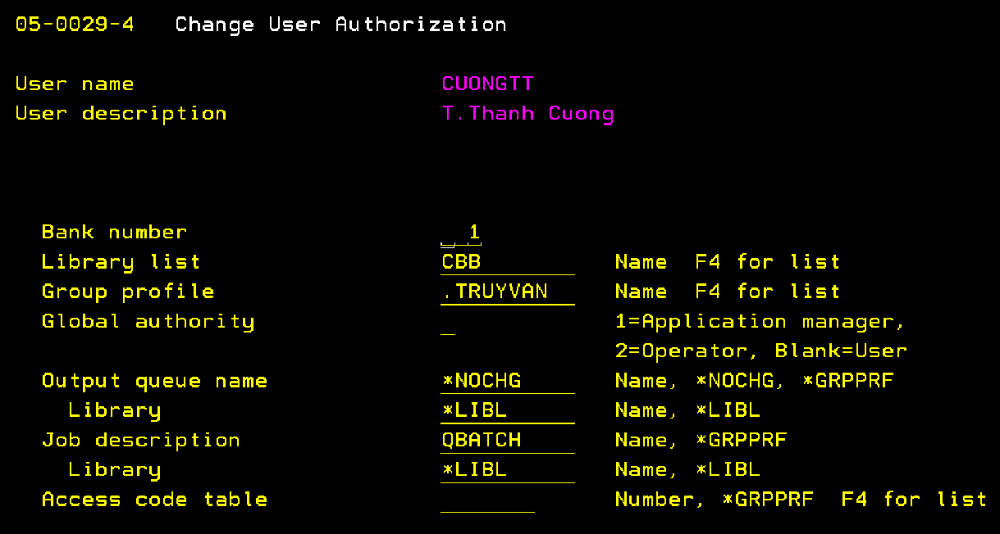 05-0029-4 Change User Authorization
User name CUONGTT
User description T.Thanh Cuong
Bank number 1
Library list CBB Name F4 for list
Group profile .TRUYVAN Name F4 for list
Global authority _ 1=Application manager,
2=Operator, Blank=User
Output queue name *NOCHG Name, *NOCHG, *GRPPRF
Library *LIBL Name, *LIBL
Job description QBATCH Name, *GRPPRF
Library *LIBL Name, *LIBL
Access code table Number, *GRPPRF F4 for list